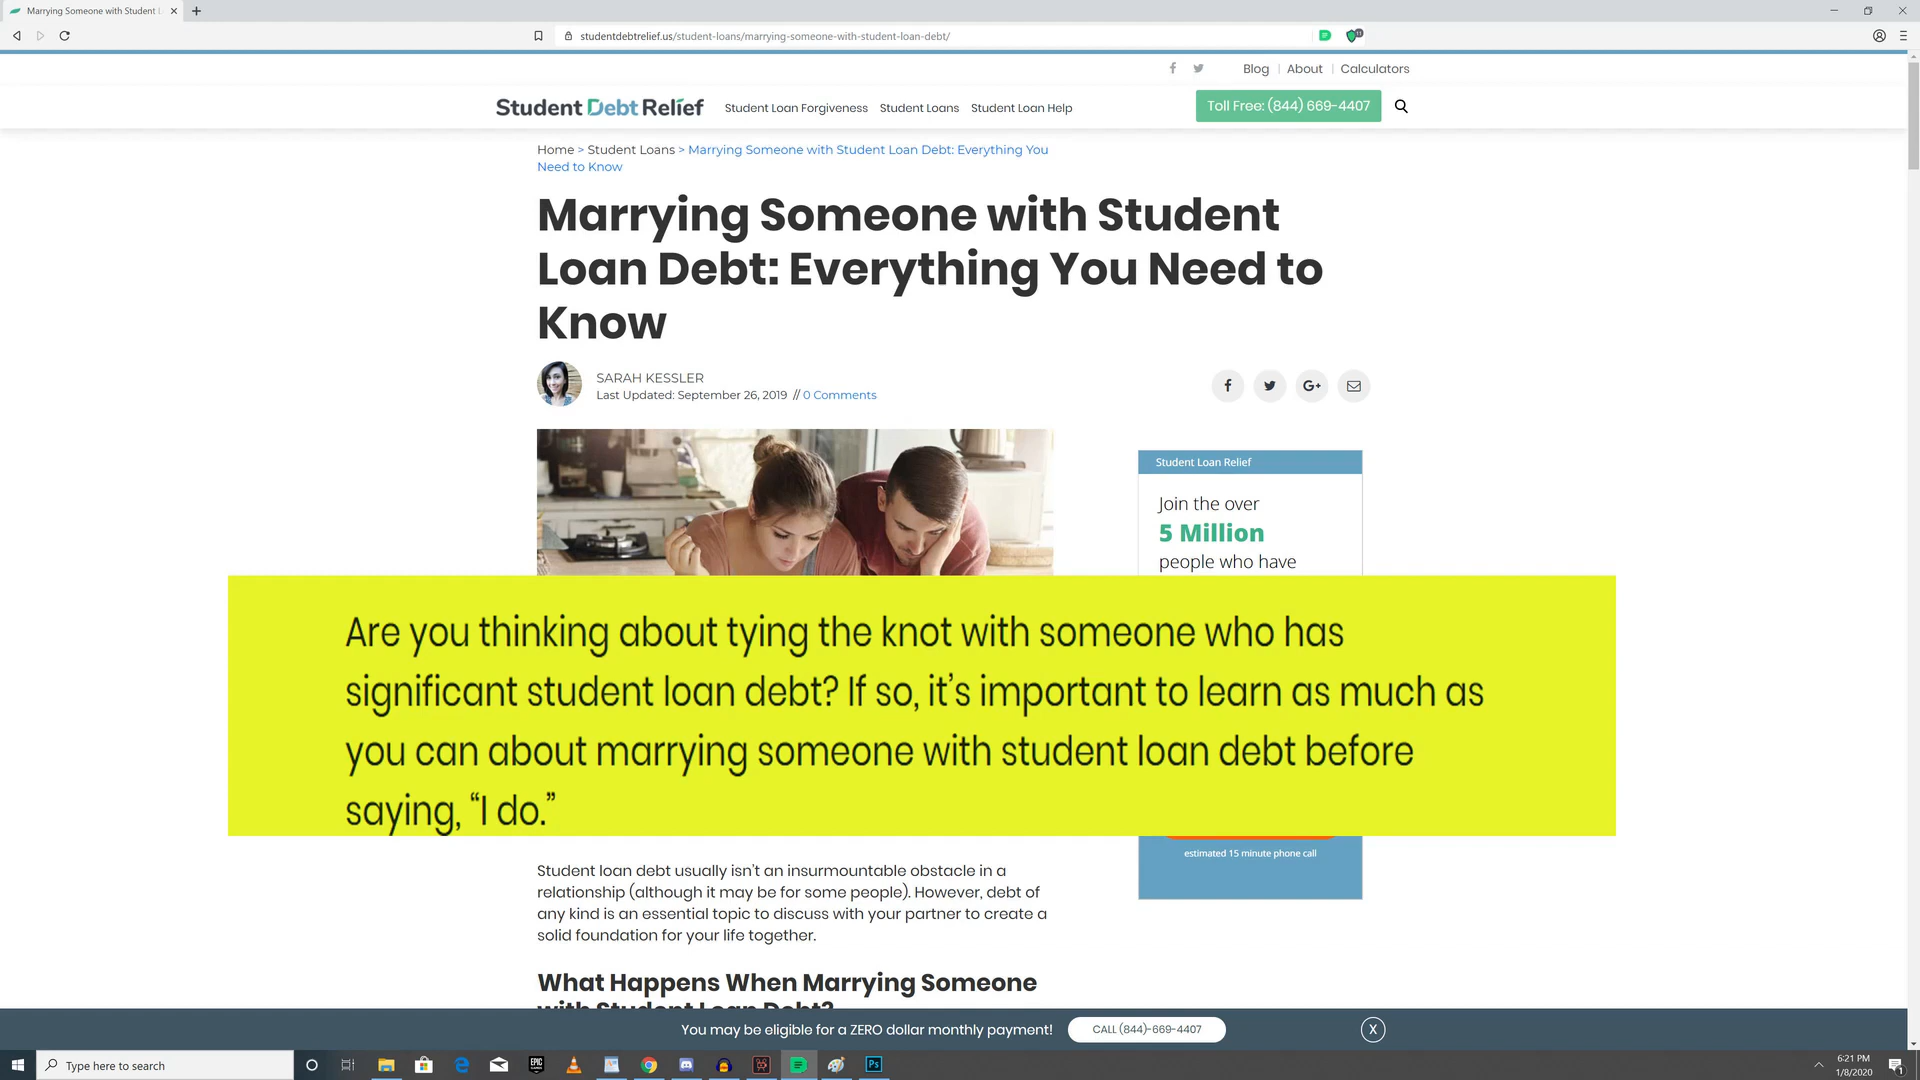 Marrying Someone with Student L
studentdebtrelief.us/student-loans/marrying-someone-with-student-loan-debt/
11
Blog | About | Calculators
Student Debt Relief
Student Loan Forgiveness Student Loans Student Loan Help
Toll Free: (844) 669-4407
Home > Student Loans > Marrying Someone with Student Loan Debt: Everything You
Need to Know
Marrying Someone with Student
Loan Debt: Everything You Need to
Know
SARAH KESSLER
Last Updated: September 26, 2019 // 0 Comments
Student Loan Relief
Join the over
5 Million
people who have
Are you thinking about tying the knot with someone who has
significant student loan debt? If so, it’s important to learn as much as
you can about marrying someone with student loan debt before
saying, “I do.”
estimated 15 minute phone call
Student loan debt usually isn’t an insurmountable obstacle in a
relationship (although it may be for some people). However, debt of
any kind is an essential topic to discuss with your partner to create a
solid foundation for your life together.
What Happens When Marrying Someone
with Student Loan Debt?
You may be eligible for a ZERO dollar monthly payment! CALL (844)-669-4407 X
Type here to search
EPIC
Ps
6:21 PM
1/8/2020
1